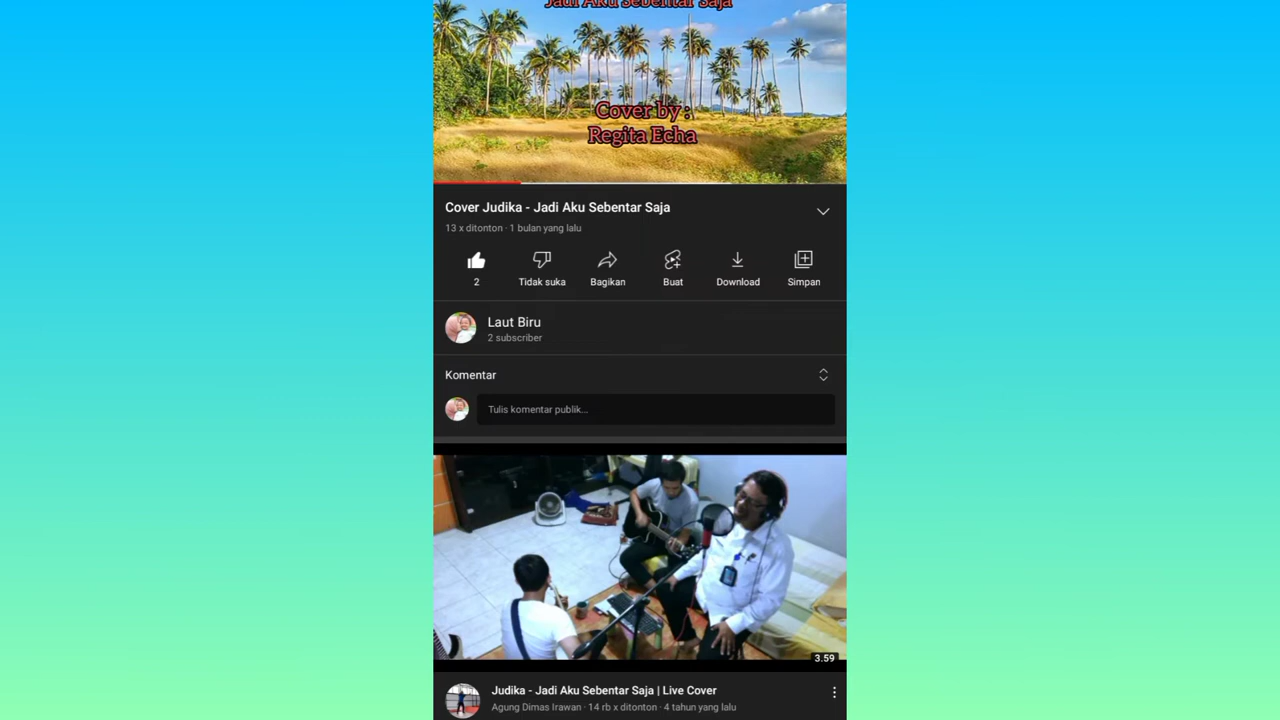 Jadi Aku Sebentar Saja
Cover by :
Regita Echa
Cover Judika - Jadi Aku Sebentar Saja
13 x ditonton · 1 bulan yang lalu
2
Tidak suka
Bagikan
Buat
Download
Simpan
Laut Biru
2 subscriber
Komentar
Tulis komentar publik...
3.59
Judika - Jadi Aku Sebentar Saja | Live Cover
Agung Dimas Irawan · 14 rb x ditonton · 4 tahun yang lalu